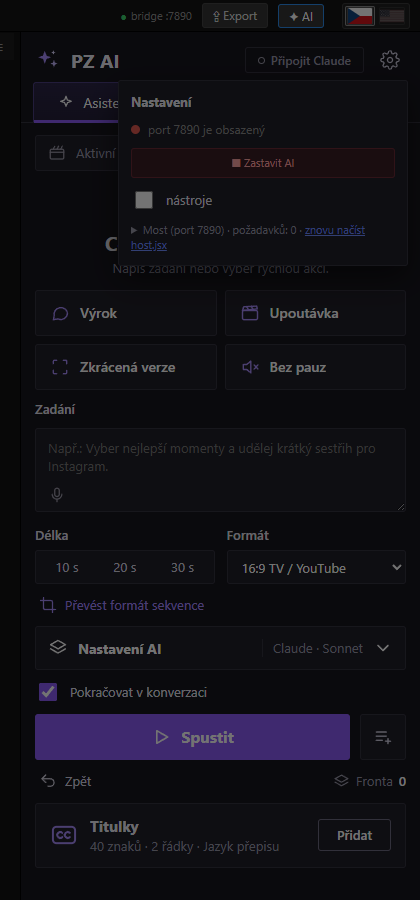 bridge :7890
Export
AI
PZ AI
Připojit Claude
Asiste
Nastavení
port 7890 je obsazený
Aktivní
Zastavit AI
nástroje
Most (port 7890) · požadavků: 0 · znovu načíst
host.jsx
C
Napiš zadání nebo vyber rychlou akci.
Výrok
Upoutávka
Zkrácená verze
Bez pauz
Zadání
Např.: Vyber nejlepší momenty a udělej krátký sestřih pro
Instagram.
Délka
Formát
10 s
20 s
30 s
16:9 TV / YouTube
Převést formát sekvence
Nastavení AI
Claude · Sonnet
Pokračovat v konverzaci
Spustit
Zpět
Fronta 0
CC
Titulky
40 znaků · 2 řádky · Jazyk přepisu
Přidat